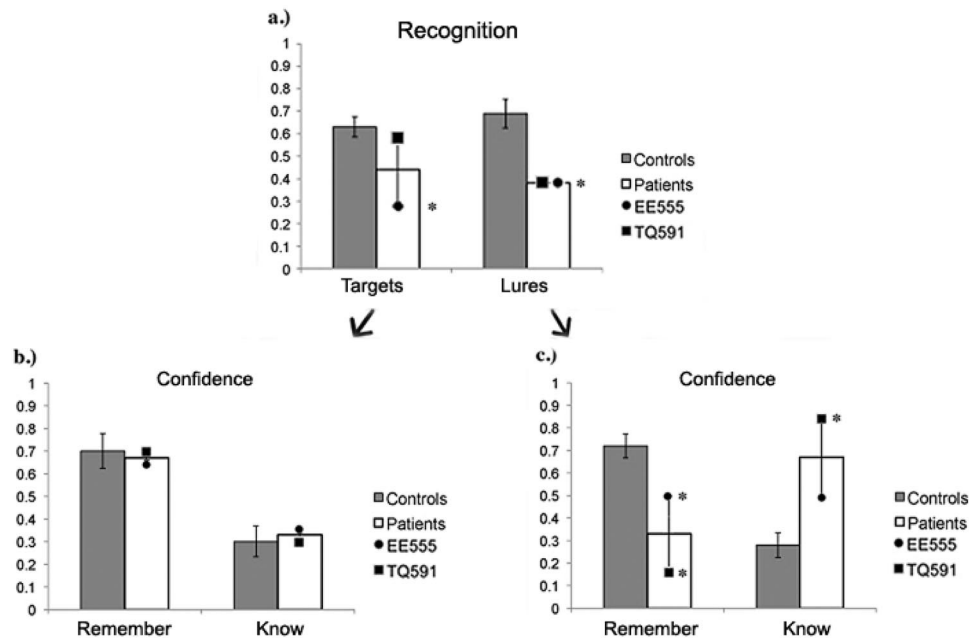 a.)
Recognition
1
0.9
0.8
0.7
0.6
0.5
0.4
0.3
0.2
0.1
0
*
*
Targets Lures
Controls
Patients
EE555
TQ591
b.)
Confidence
1
0.9
0.8
0.7
0.6
0.5
0.4
0.3
0.2
0.1
0
Remember Know
Controls
Patients
EE555
TQ591
c.)
Confidence
1
0.9
0.8
0.7
0.6
0.5
0.4
0.3
0.2
0.1
0
*
*
*
Remember Know
Controls
Patients
EE555
TQ591